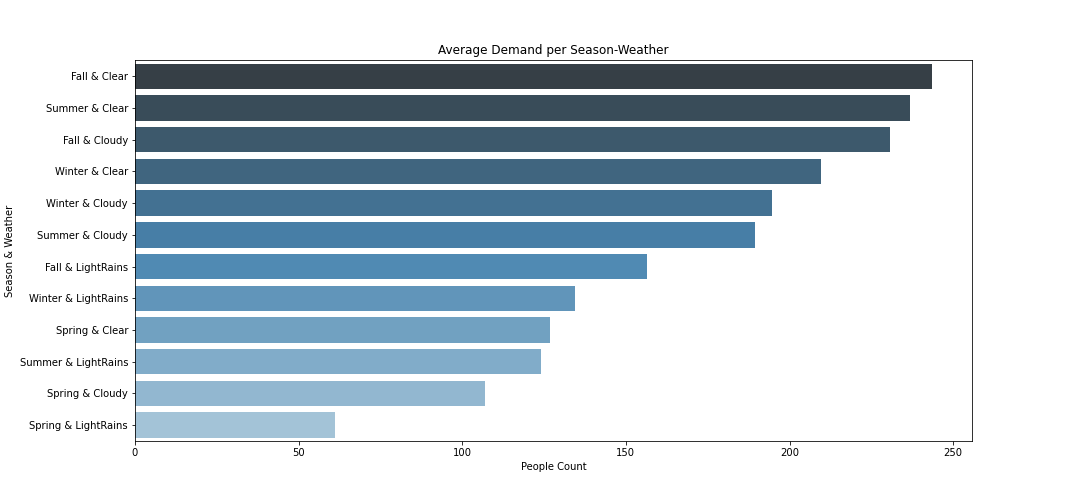 Average Demand per Season-Weather
Season & Weather
Fall & Clear
Summer & Clear
Fall & Cloudy
Winter & Clear
Winter & Cloudy
Summer & Cloudy
Fall & LightRains
Winter & LightRains
Spring & Clear
Summer & LightRains
Spring & Cloudy
Spring & LightRains
0 50 100 150 200 250
People Count